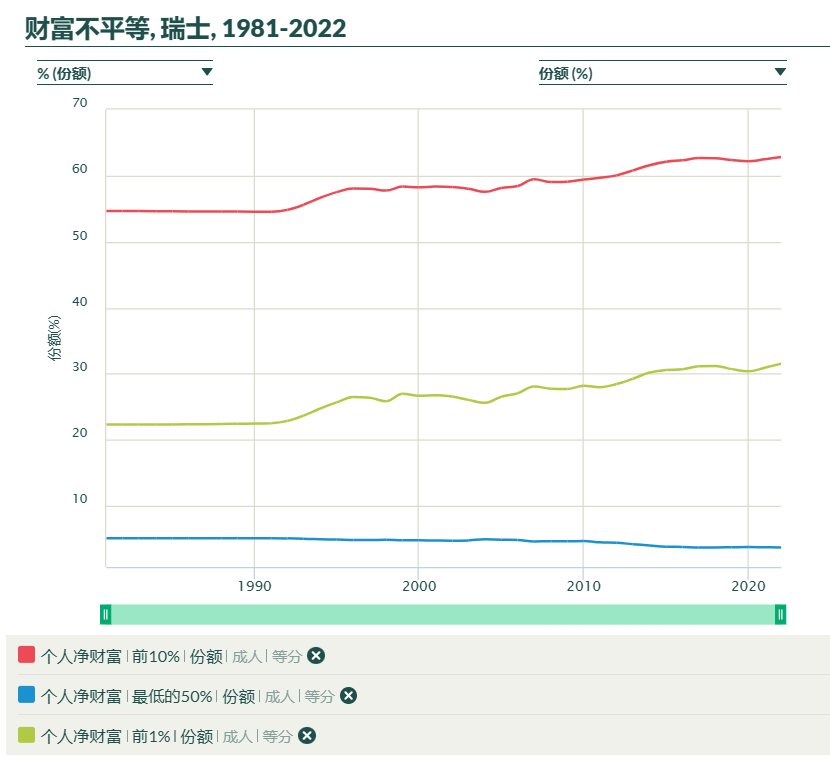 财富不平等, 瑞士, 1981-2022
% (份额)
份额 (%)
70
60
50
40
份额(%)
30
20
10
1990 2000 2010 2020
个人净财富 | 前10% | 份额 | 成人 | 等分
个人净财富 | 最低的50% | 份额 | 成人 | 等分
个人净财富 | 前1% | 份额 | 成人 | 等分